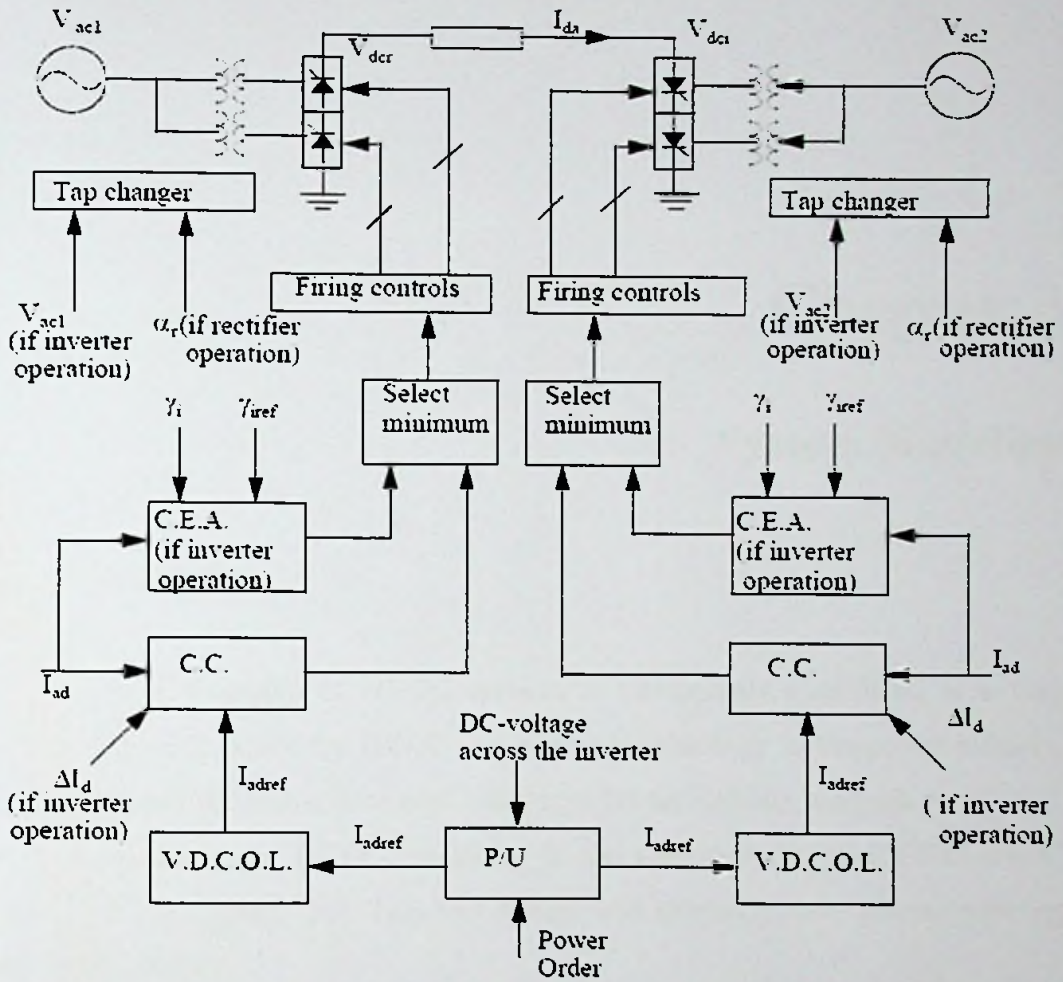 V_ac1
V_dcr
I_da
V_dci
V_ac2
Tap changer
Tap changer
Firing controls
Firing controls
V_ac1
(if inverter
operation)
α_r(if rectifier
operation)
V_ac2
(if inverter
operation)
α_r(if rectifier
operation)
Select
minimum
Select
minimum
γ_i
γ_iref
γ_i
γ_iref
C.E.A.
(if inverter
operation)
C.E.A.
(if inverter
operation)
I_ad
C.C.
C.C.
I_ad
ΔI_d
(if inverter
operation)
I_adref
DC-voltage
across the inverter
I_adref
ΔI_d
( if inverter
operation)
V.D.C.O.L.
I_adref
P/U
I_adref
V.D.C.O.L.
Power
Order